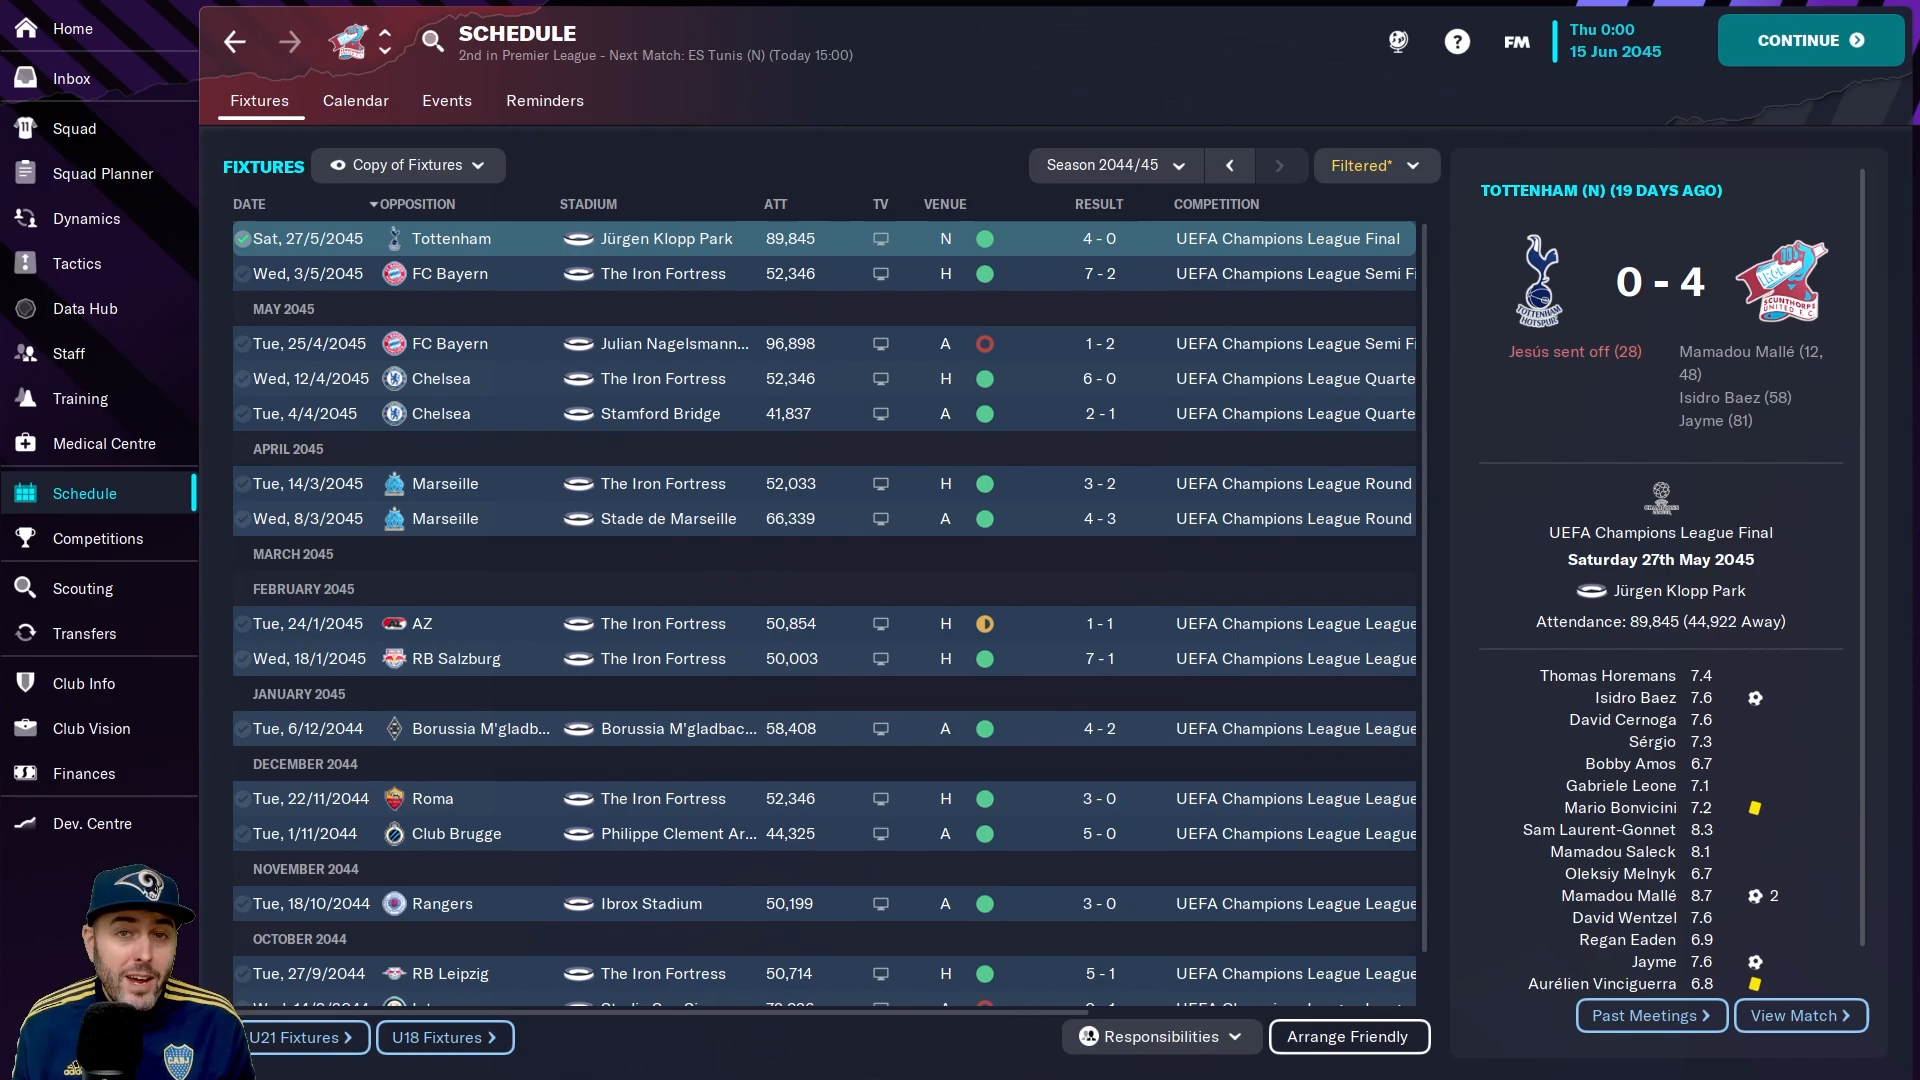 Home
Inbox
Squad
Squad Planner
Dynamics
Tactics
Data Hub
Staff
Training
Medical Centre
Schedule
Competitions
Scouting
Transfers
Club Info
Club Vision
Finances
Dev. Centre
SCHEDULE
2nd in Premier League - Next Match: ES Tunis (N) (Today 15:00)
FM
Thu 0:00
15 Jun 2045
CONTINUE
Fixtures Calendar Events Reminders
FIXTURES Copy of Fixtures Season 2044/45 Filtered*
DATE OPPOSITION STADIUM ATT TV VENUE RESULT COMPETITION
Sat, 27/5/2045 Tottenham Jürgen Klopp Park 89,845 N 4 - 0 UEFA Champions League Final
Wed, 3/5/2045 FC Bayern The Iron Fortress 52,346 H 7 - 2 UEFA Champions League Semi Fi
MAY 2045
Tue, 25/4/2045 FC Bayern Julian Nagelsmann... 96,898 A 1 - 2 UEFA Champions League Semi Fi
Wed, 12/4/2045 Chelsea The Iron Fortress 52,346 H 6 - 0 UEFA Champions League Quarte
Tue, 4/4/2045 Chelsea Stamford Bridge 41,837 A 2 - 1 UEFA Champions League Quarte
APRIL 2045
Tue, 14/3/2045 Marseille The Iron Fortress 52,033 H 3 - 2 UEFA Champions League Round
Wed, 8/3/2045 Marseille Stade de Marseille 66,339 A 4 - 3 UEFA Champions League Round
MARCH 2045
FEBRUARY 2045
Tue, 24/1/2045 AZ The Iron Fortress 50,854 H 1 - 1 UEFA Champions League League
Wed, 18/1/2045 RB Salzburg The Iron Fortress 50,003 H 7 - 1 UEFA Champions League League
JANUARY 2045
Tue, 6/12/2044 Borussia M'gladb... Borussia M'gladbac... 58,408 A 4 - 2 UEFA Champions League League
DECEMBER 2044
Tue, 22/11/2044 Roma The Iron Fortress 52,346 H 3 - 0 UEFA Champions League League
Tue, 1/11/2044 Club Brugge Philippe Clement Ar... 44,325 A 5 - 0 UEFA Champions League League
NOVEMBER 2044
Tue, 18/10/2044 Rangers Ibrox Stadium 50,199 A 3 - 0 UEFA Champions League League
OCTOBER 2044
Tue, 27/9/2044 RB Leipzig The Iron Fortress 50,714 H 5 - 1 UEFA Champions League League
U21 Fixtures U18 Fixtures Responsibilities Arrange Friendly
TOTTENHAM (N) (19 DAYS AGO)
0 - 4
TOTTENHAM
HOTSPUR
SCUNTHORPE
UNITED F.C.
Jesús sent off (28)
Mamadou Mallé (12,
48)
Isidro Baez (58)
Jayme (81)
UEFA Champions League Final
Saturday 27th May 2045
Jürgen Klopp Park
Attendance: 89,845 (44,922 Away)
Thomas Horemans 7.4
Isidro Baez 7.6
David Cernoga 7.6
Sérgio 7.3
Bobby Amos 6.7
Gabriele Leone 7.1
Mario Bonvicini 7.2
Sam Laurent-Gonnet 8.3
Mamadou Saleck 8.1
Oleksiy Melnyk 6.7
Mamadou Mallé 8.7 2
David Wentzel 7.6
Regan Eaden 6.9
Jayme 7.6
Aurélien Vinciguerra 6.8
Past Meetings View Match
CABJ